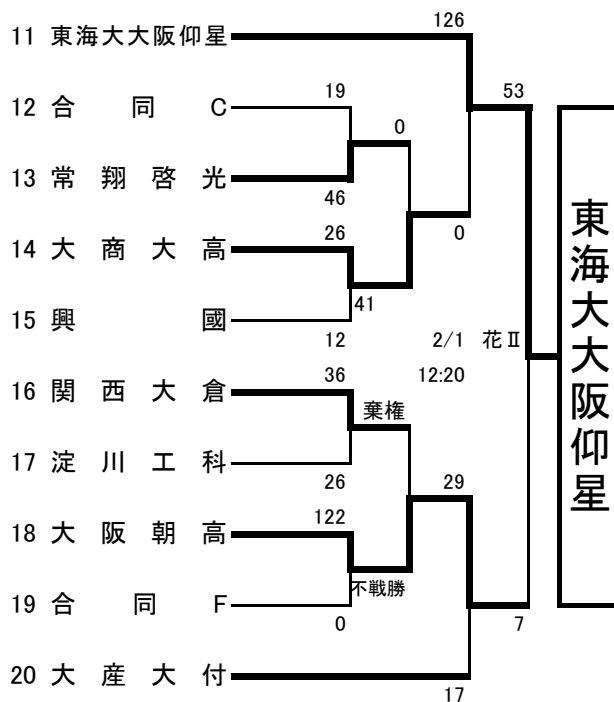 126
11 東海大大阪仰星
19
53
12 合同C
0
13 常翔啓光
46
26
14 大商大高
0
41
15 興國
12
2/1 花Ⅱ
36
12:20
16 関西大倉
棄権
17 淀川工科
26
29
122
18 大阪朝高
不戦勝
19 合同F
0
7
20 大産大付
17
東海大大阪仰星